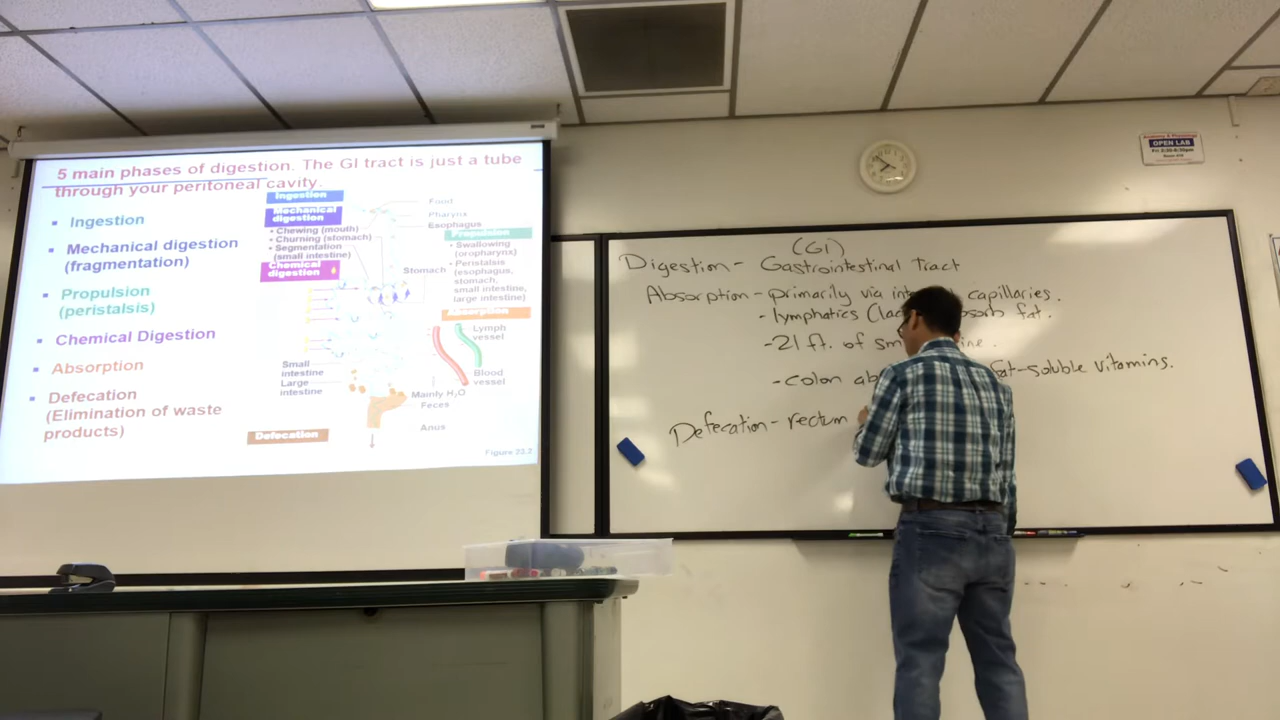 5 main phases of digestion. The GI tract is just a tube
through your peritoneal cavity.
▪ Ingestion
▪ Mechanical digestion
(fragmentation)
▪ Propulsion
(peristalsis)
▪ Chemical Digestion
▪ Absorption
▪ Defecation
(Elimination of waste
products)
Ingestion
Mechanical
digestion
• Chewing (mouth)
• Churning (stomach)
• Segmentation
(small intestine)
Chemical
digestion
Food
Pharynx
Esophagus
Propulsion
• Swallowing
(oropharynx)
• Peristalsis
(esophagus,
stomach,
small intestine,
large intestine)
Stomach
Absorption
Lymph
vessel
Blood
vessel
Small
intestine
Large
intestine
Mainly H₂O
Feces
Anus
Defecation
Figure 23.2
(GI)
Digestion - Gastrointestinal Tract
Absorption - primarily via capillaries.
- lymphatics fat.
- 21 ft. of
- colon fat-soluble vitamins.
Defecation - rectum
Anatomy & Physiology
OPEN LAB